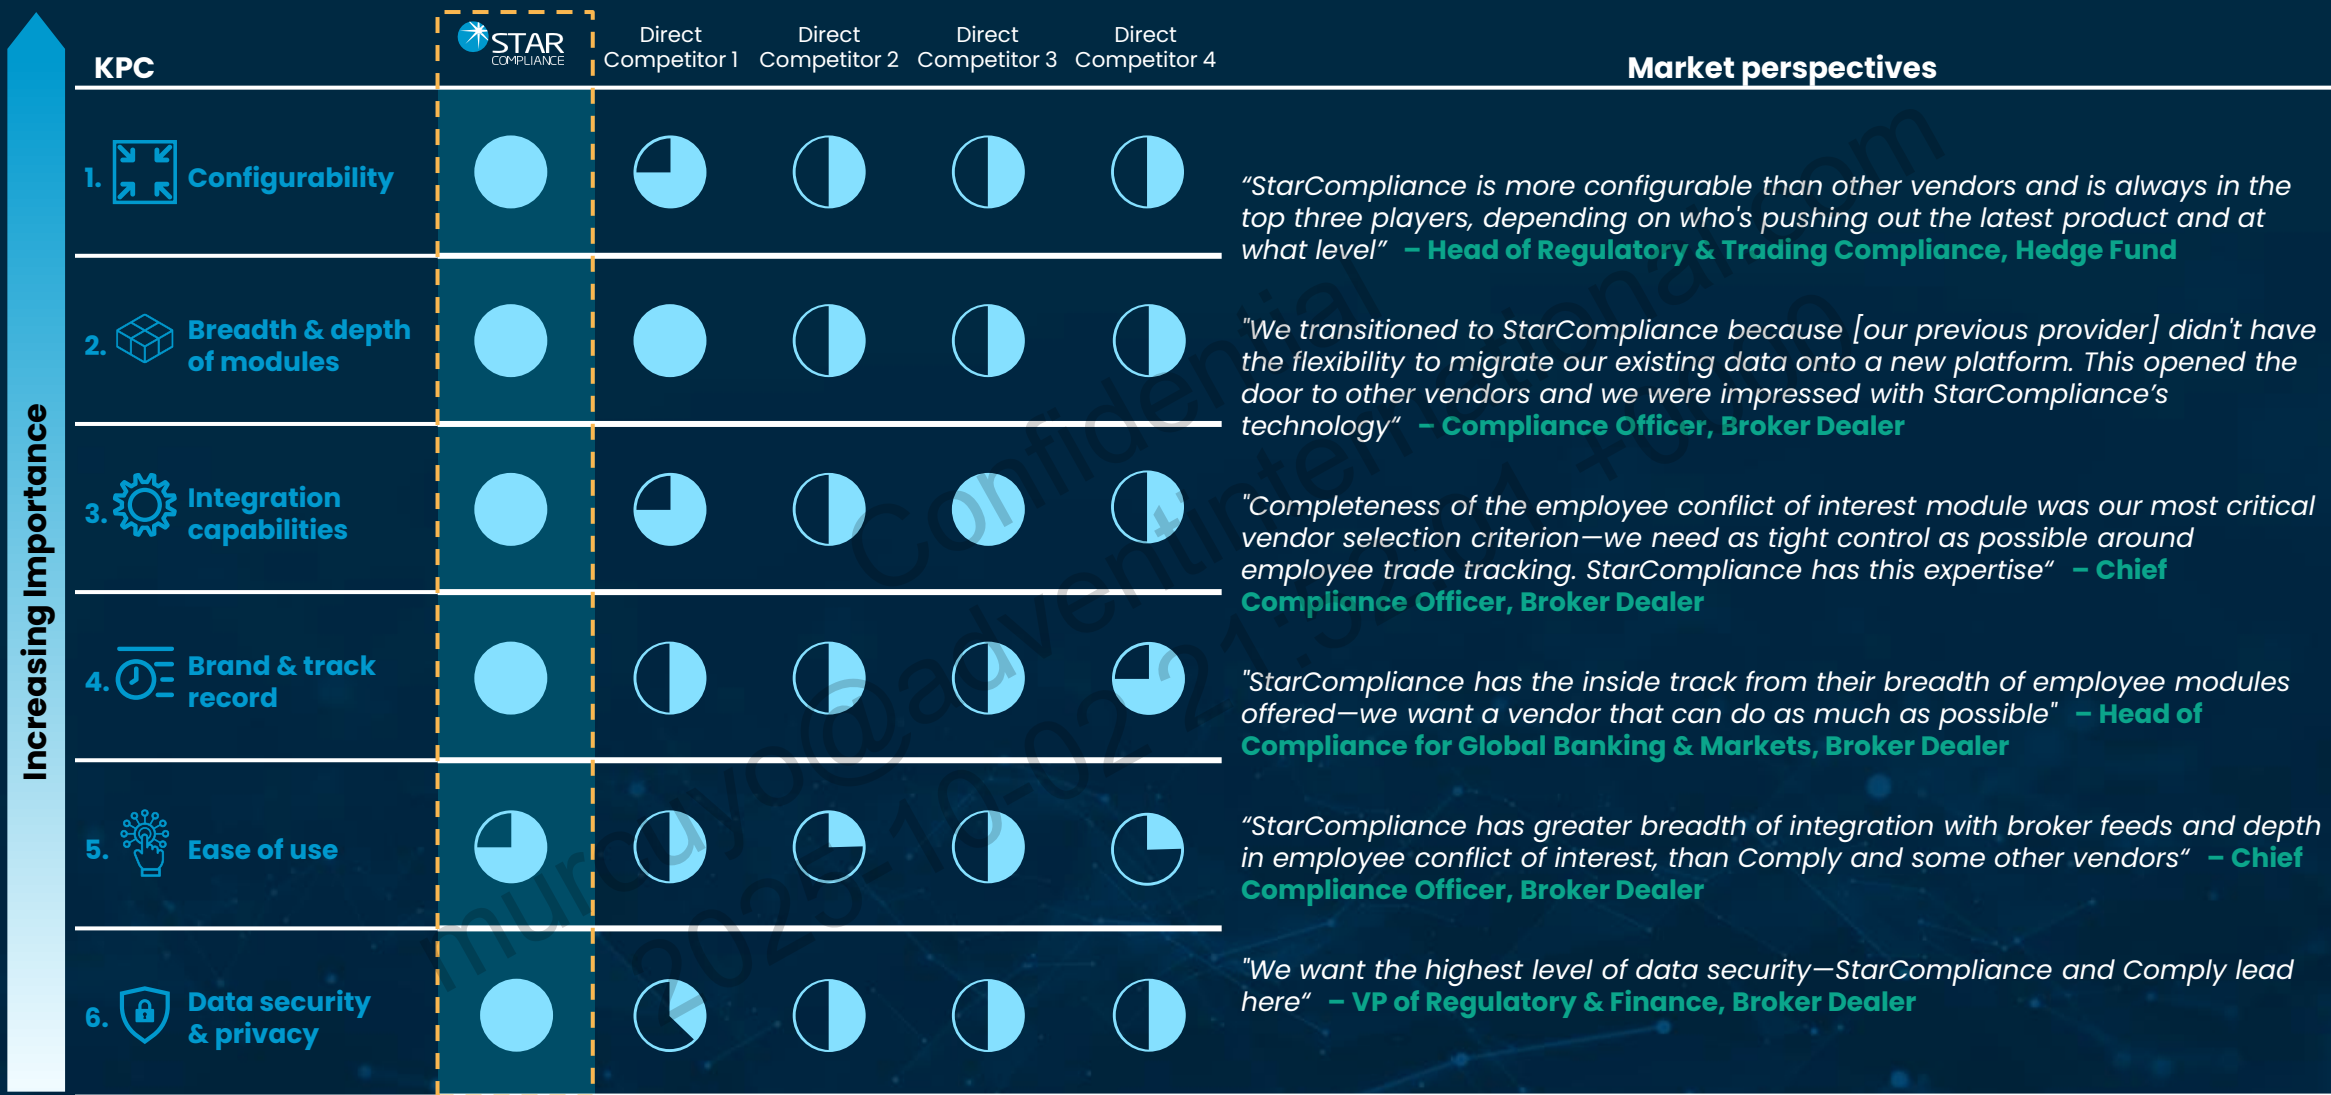 STAR
COMPLIANCE
Direct
Competitor 1
Direct
Competitor 2
Direct
Competitor 3
Direct
Competitor 4
KPC
Market perspectives
Increasing Importance
1. Configurability
2. Breadth & depth
of modules
3. Integration
capabilities
4. Brand & track
record
5. Ease of use
6. Data security
& privacy
“StarCompliance is more configurable than other vendors and is always in the
top three players, depending on who's pushing out the latest product and at
what level” – Head of Regulatory & Trading Compliance, Hedge Fund
"We transitioned to StarCompliance because [our previous provider] didn't have
the flexibility to migrate our existing data onto a new platform. This opened the
door to other vendors and we were impressed with StarCompliance’s
technology“ – Compliance Officer, Broker Dealer
"Completeness of the employee conflict of interest module was our most critical
vendor selection criterion—we need as tight control as possible around
employee trade tracking. StarCompliance has this expertise“ – Chief
Compliance Officer, Broker Dealer
"StarCompliance has the inside track from their breadth of employee modules
offered—we want a vendor that can do as much as possible" – Head of
Compliance for Global Banking & Markets, Broker Dealer
“StarCompliance has greater breadth of integration with broker feeds and depth
in employee conflict of interest, than Comply and some other vendors“ – Chief
Compliance Officer, Broker Dealer
"We want the highest level of data security—StarCompliance and Comply lead
here“ – VP of Regulatory & Finance, Broker Dealer
Confidential